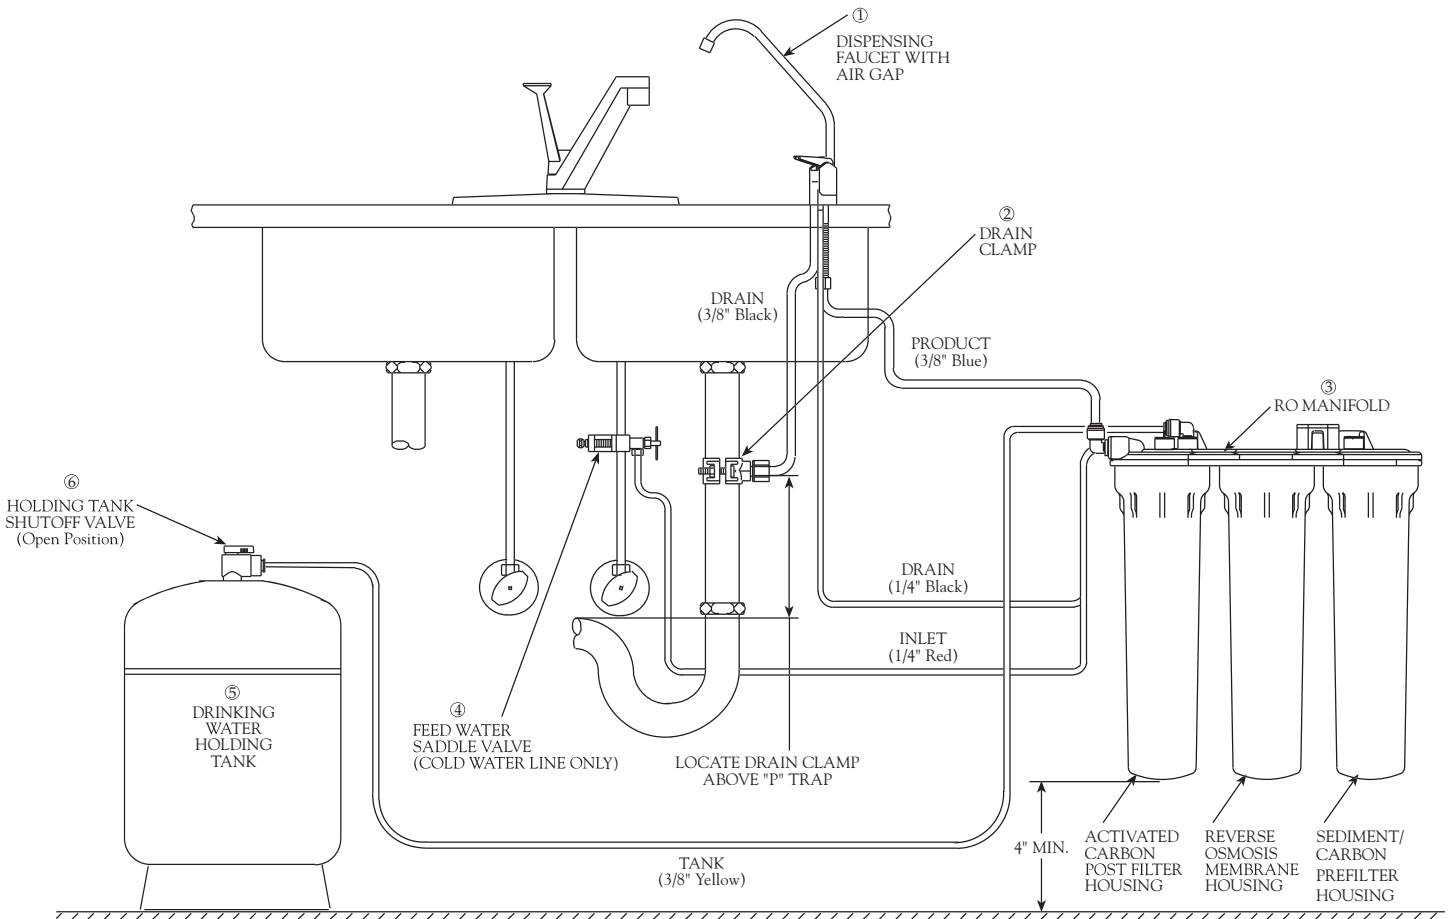 ①
DISPENSING
FAUCET WITH
AIR GAP
②
DRAIN
CLAMP
DRAIN
(3/8" Black)
PRODUCT
(3/8" Blue)
③
RO MANIFOLD
⑥
HOLDING TANK
SHUTOFF VALVE
(Open Position)
DRAIN
(1/4" Black)
INLET
(1/4" Red)
⑤
DRINKING
WATER
HOLDING
TANK
④
FEED WATER
SADDLE VALVE
(COLD WATER LINE ONLY)
LOCATE DRAIN CLAMP
ABOVE "P" TRAP
4" MIN.
ACTIVATED
CARBON
POST FILTER
HOUSING
REVERSE
OSMOSIS
MEMBRANE
HOUSING
SEDIMENT/
CARBON
PREFILTER
HOUSING
TANK
(3/8" Yellow)